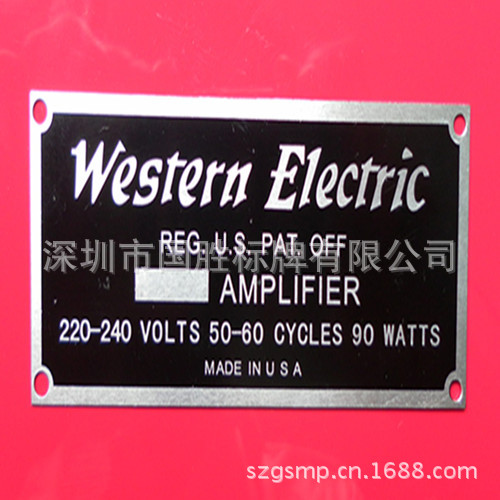 Western Electric
REG. U.S. PAT. OFF
深圳市国胜标牌有限公司
AMPLIFIER
220-240 VOLTS 50-60 CYCLES 90 WATTS
MADE IN U S A
szgsmp.cn.1688.com